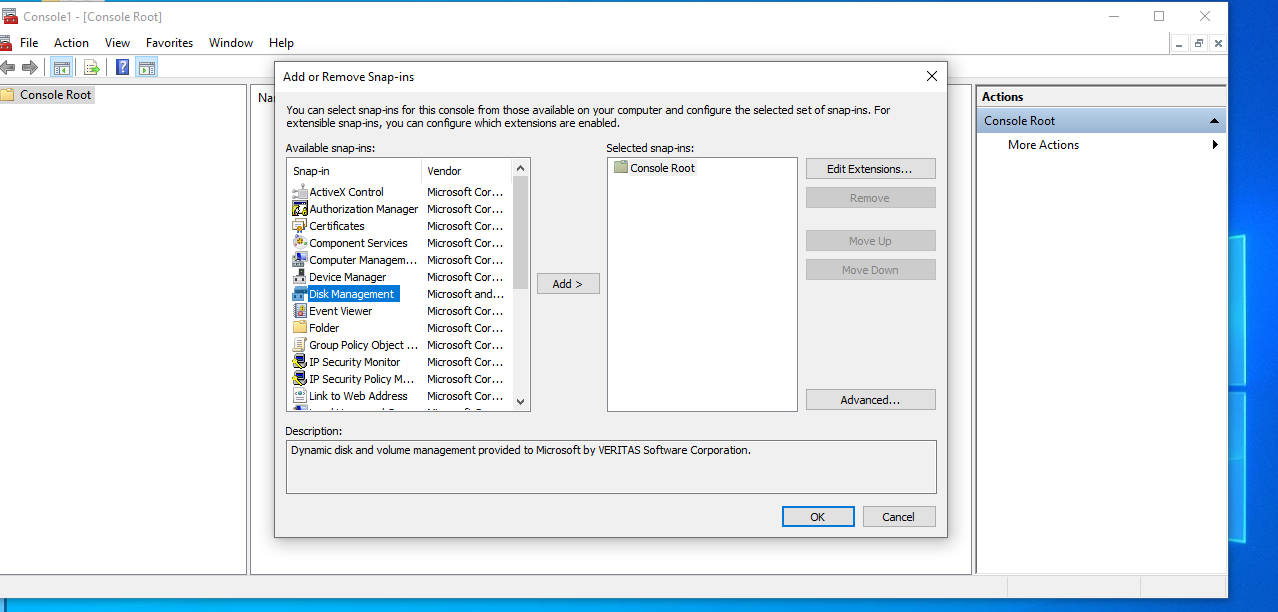 Console1 - [Console Root]
File Action View Favorites Window Help
Console Root
Na
Add or Remove Snap-ins
You can select snap-ins for this console from those available on your computer and configure the selected set of snap-ins. For
extensible snap-ins, you can configure which extensions are enabled.
Available snap-ins:
Snap-in Vendor
ActiveX Control Microsoft Cor...
Authorization Manager Microsoft Cor...
Certificates Microsoft Cor...
Component Services Microsoft Cor...
Computer Managem... Microsoft Cor...
Device Manager Microsoft Cor...
Disk Management Microsoft and...
Event Viewer Microsoft Cor...
Folder Microsoft Cor...
Group Policy Object ... Microsoft Cor...
IP Security Monitor Microsoft Cor...
IP Security Policy M... Microsoft Cor...
Link to Web Address Microsoft Cor...
Add >
Selected snap-ins:
Console Root
Edit Extensions...
Remove
Move Up
Move Down
Advanced...
Description:
Dynamic disk and volume management provided to Microsoft by VERITAS Software Corporation.
OK Cancel
Actions
Console Root
More Actions